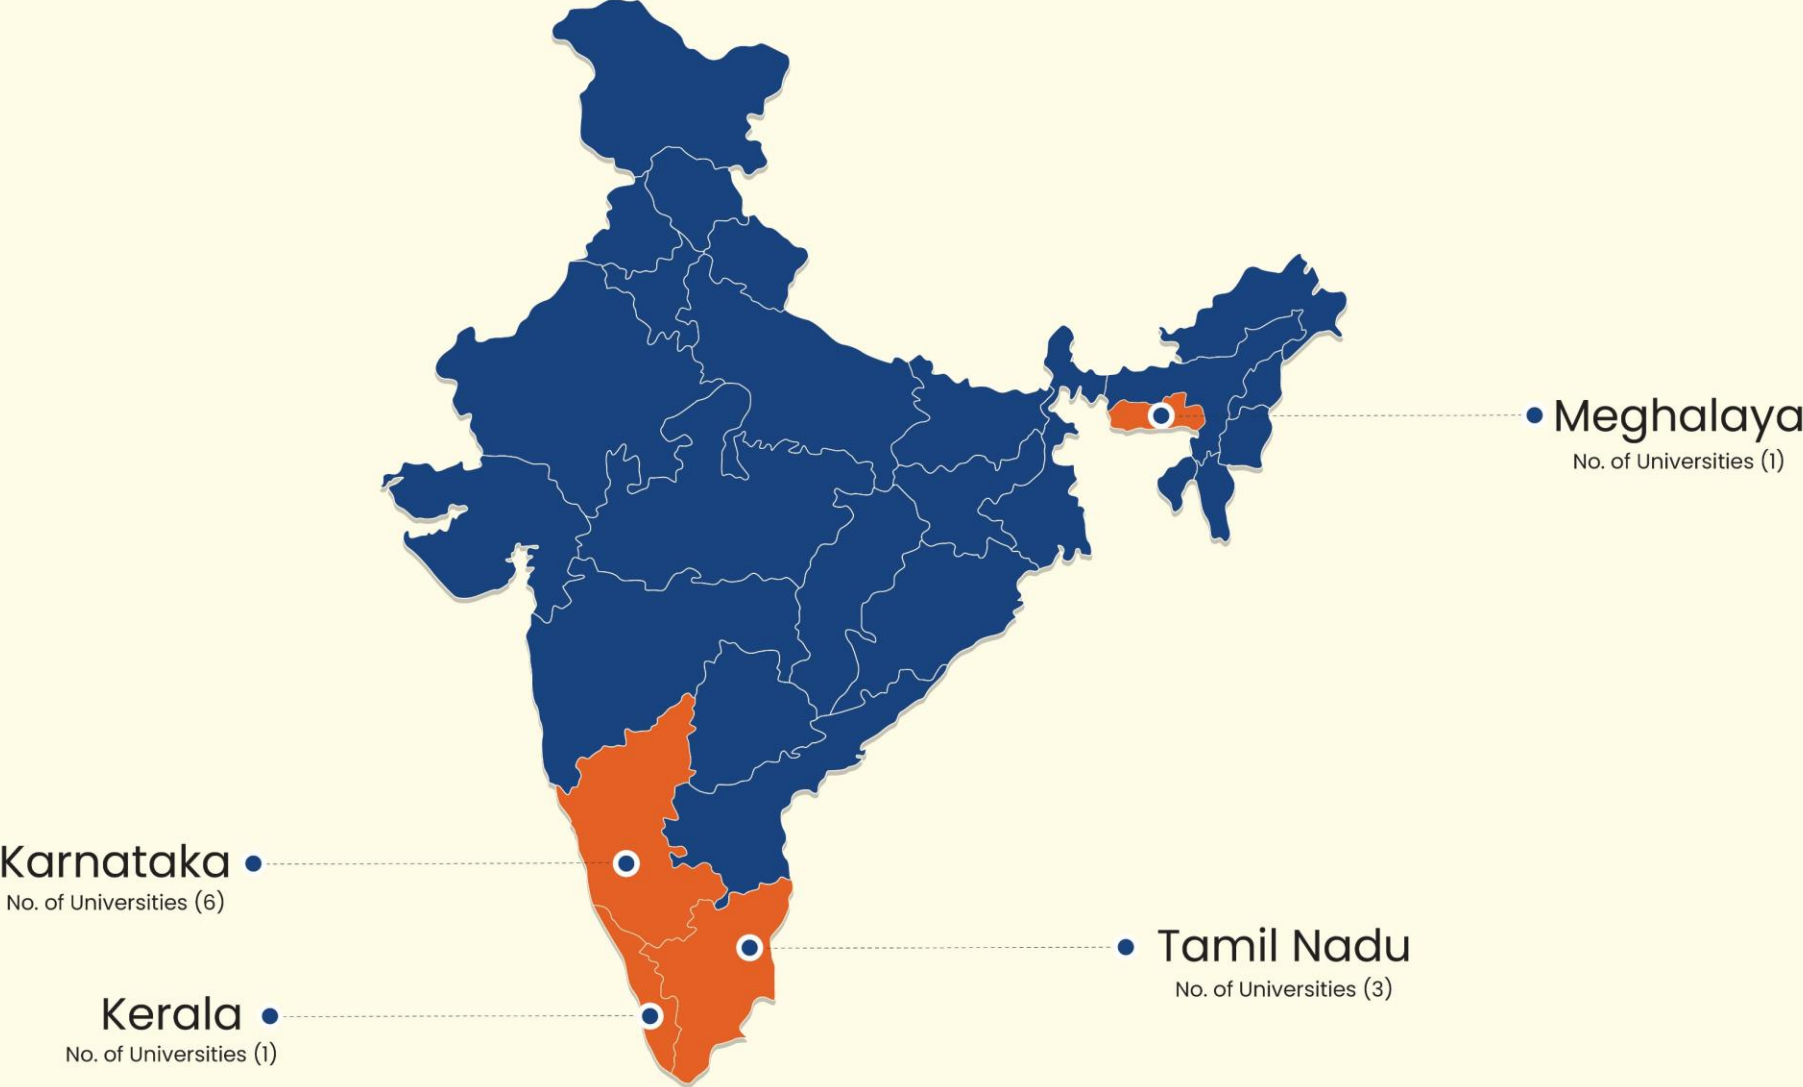 Meghalaya
No. of Universities (1)
Karnataka
No. of Universities (6)
Tamil Nadu
No. of Universities (3)
Kerala
No. of Universities (1)